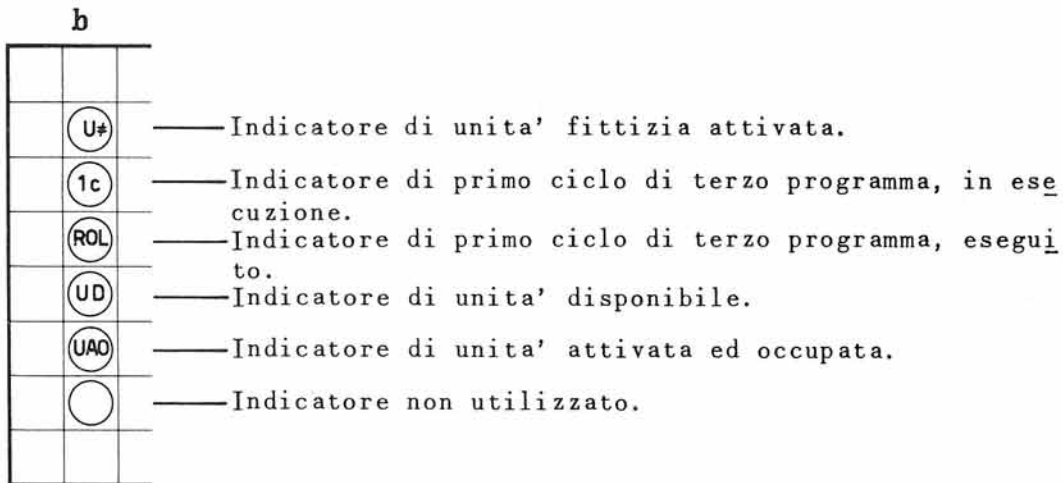 b
U≠ Indicatore di unita' fittizia attivata.
1c Indicatore di primo ciclo di terzo programma, in ese
cuzione.
ROL Indicatore di primo ciclo di terzo programma, esegui
to.
UD Indicatore di unita' disponibile.
UAO Indicatore di unita' attivata ed occupata.
Indicatore non utilizzato.